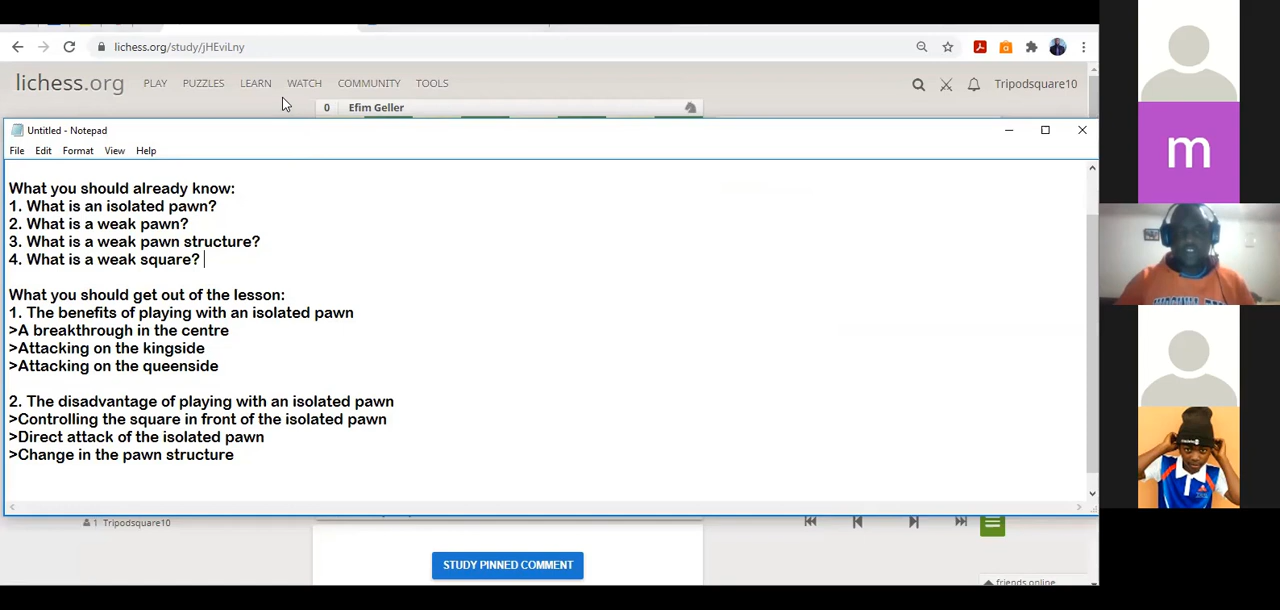 lichess.org/study/jHEviLny
lichess.org PLAY PUZZLES LEARN WATCH COMMUNITY TOOLS Tripodsquare10
0 Efim Geller
Untitled - Notepad
File Edit Format View Help
What you should already know:
1. What is an isolated pawn?
2. What is a weak pawn?
3. What is a weak pawn structure?
4. What is a weak square?
What you should get out of the lesson:
1. The benefits of playing with an isolated pawn
>A breakthrough in the centre
>Attacking on the kingside
>Attacking on the queenside
2. The disadvantage of playing with an isolated pawn
>Controlling the square in front of the isolated pawn
>Direct attack of the isolated pawn
>Change in the pawn structure
1 Tripodsquare10
STUDY PINNED COMMENT
friends online
m